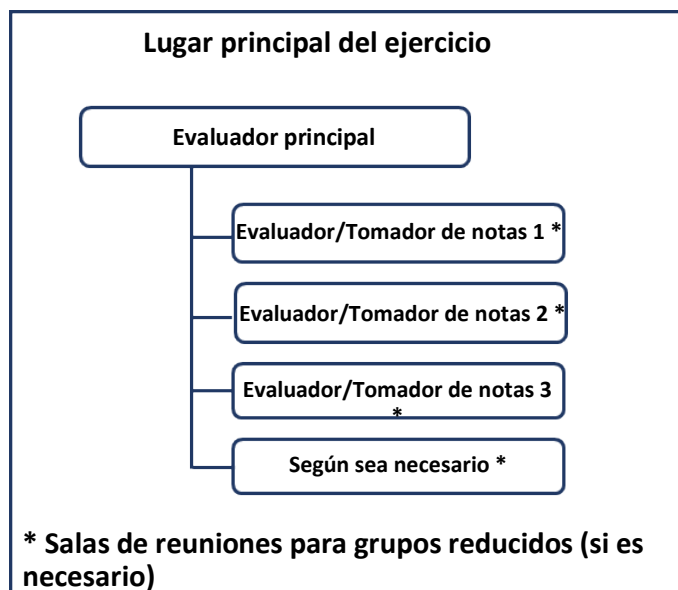 Lugar principal del ejercicio
Evaluador principal
Evaluador/Tomador de notas 1 *
Evaluador/Tomador de notas 2 *
Evaluador/Tomador de notas 3
*
Según sea necesario *
* Salas de reuniones para grupos reducidos (si es
necesario)